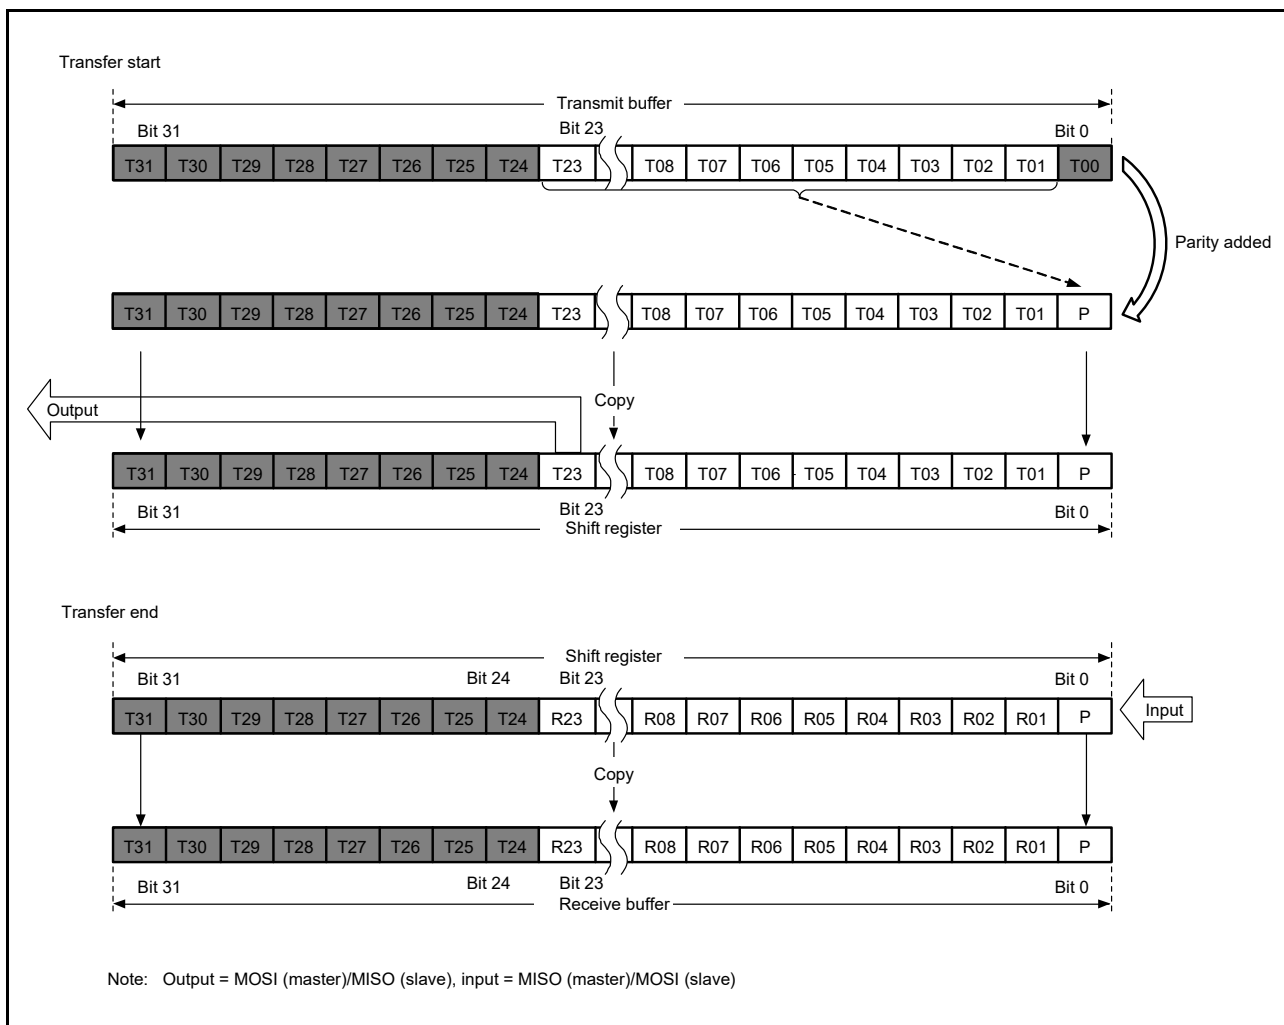 Transfer start
Transmit buffer
Bit 31 Bit 23 Bit 0
T31 T30 T29 T28 T27 T26 T25 T24 T23 T08 T07 T06 T05 T04 T03 T02 T01 T00
Parity added
T31 T30 T29 T28 T27 T26 T25 T24 T23 T08 T07 T06 T05 T04 T03 T02 T01 P
Copy
Output
T31 T30 T29 T28 T27 T26 T25 T24 T23 T08 T07 T06 T05 T04 T03 T02 T01 P
Bit 31 Bit 23 Bit 0
Shift register
Transfer end
Shift register
Bit 31 Bit 24 Bit 23 Bit 0
T31 T30 T29 T28 T27 T26 T25 T24 R23 R08 R07 R06 R05 R04 R03 R02 R01 P
Input
Copy
T31 T30 T29 T28 T27 T26 T25 T24 R23 R08 R07 R06 R05 R04 R03 R02 R01 P
Bit 31 Bit 24 Bit 23 Bit 0
Receive buffer
Note: Output = MOSI (master)/MISO (slave), input = MISO (master)/MOSI (slave)